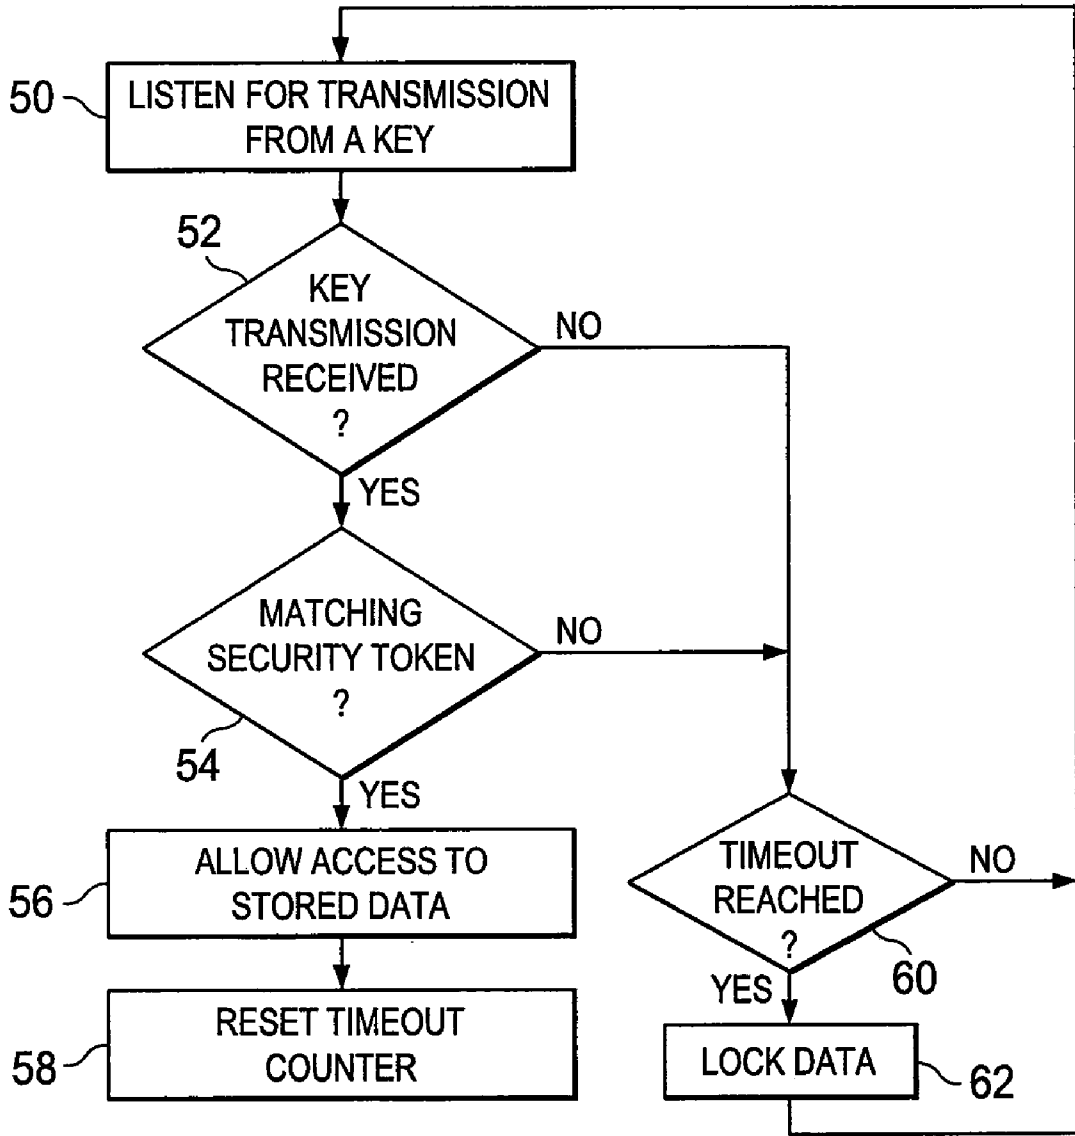 50
LISTEN FOR TRANSMISSION
FROM A KEY
52
KEY
TRANSMISSION
RECEIVED
?
NO
YES
MATCHING
SECURITY TOKEN
?
NO
54
YES
ALLOW ACCESS TO
STORED DATA
56
TIMEOUT
REACHED
?
NO
60
YES
RESET TIMEOUT
COUNTER
58
LOCK DATA
62